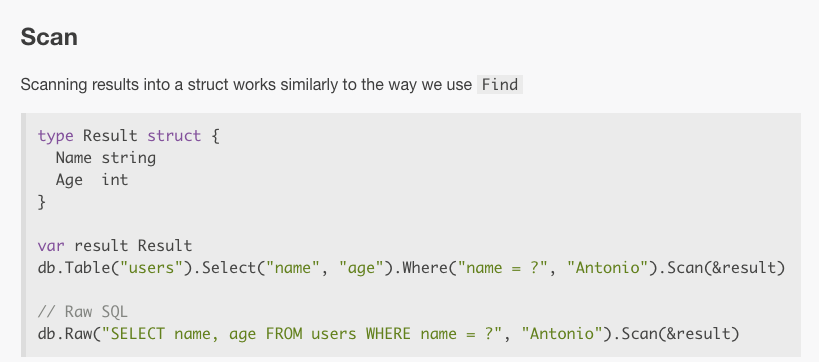 Scan
Scanning results into a struct works similarly to the way we use Find
type Result struct {
  Name string
  Age  int
}
var result Result
db.Table("users").Select("name", "age").Where("name = ?", "Antonio").Scan(&result)
// Raw SQL
db.Raw("SELECT name, age FROM users WHERE name = ?", "Antonio").Scan(&result)